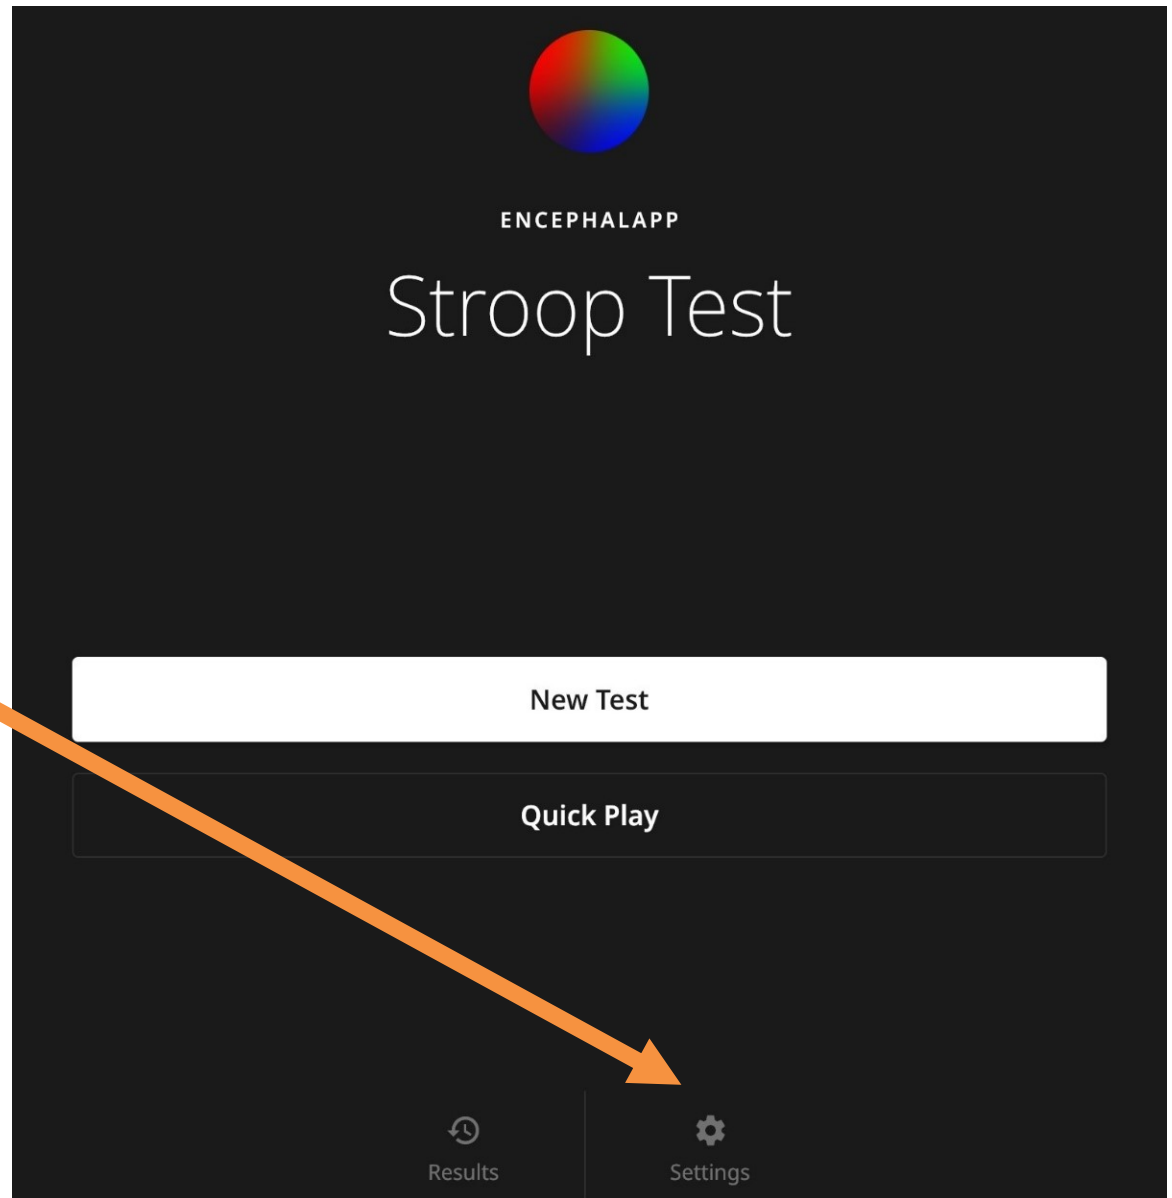 ENCEPHALAPP
Stroop Test
New Test
Quick Play
Results
Settings